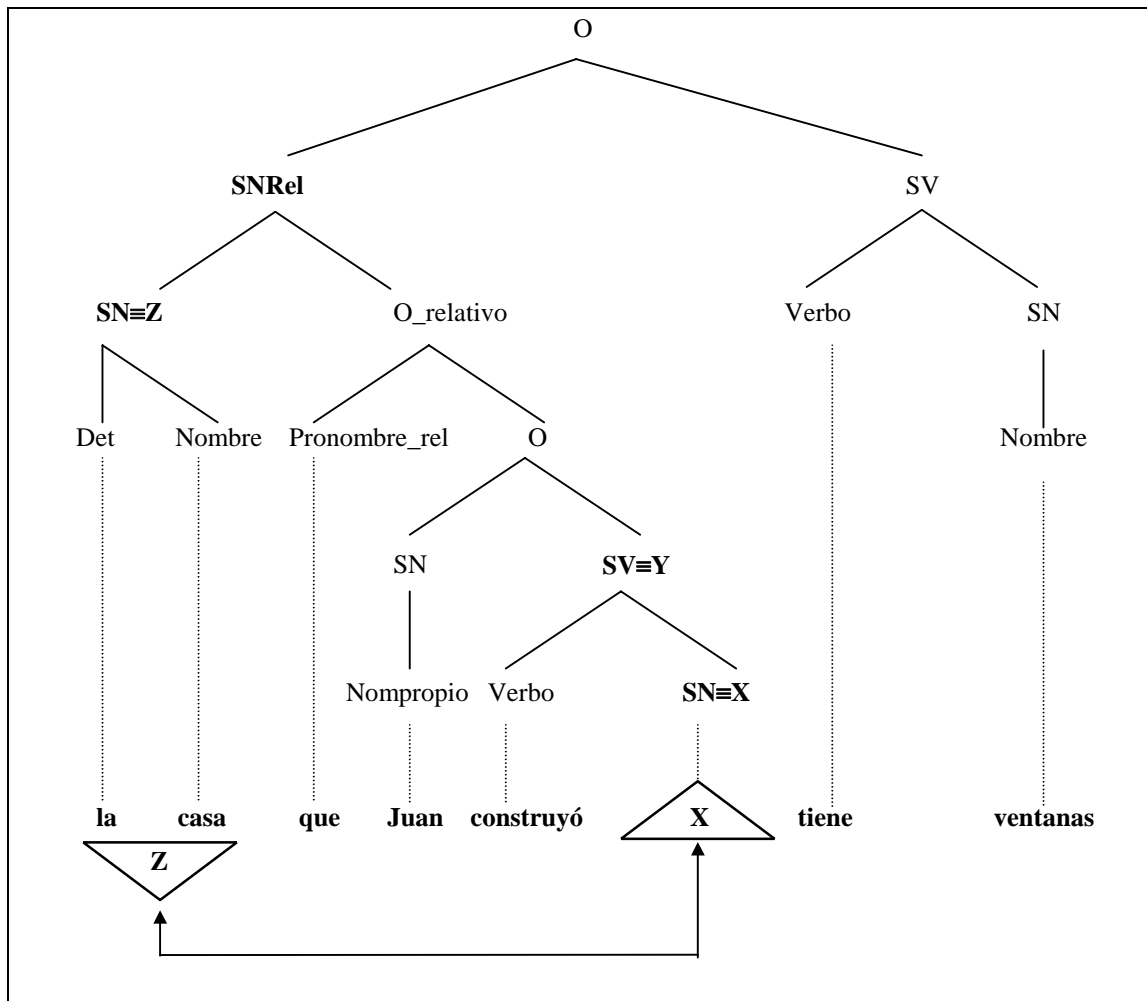 O
SNRel SV
SN≡Z O_relativo Verbo SN
Det Nombre Pronombre_rel O Nombre
SN SV≡Y
Nompropio Verbo SN≡X
la casa que Juan construyó X tiene ventanas
Z